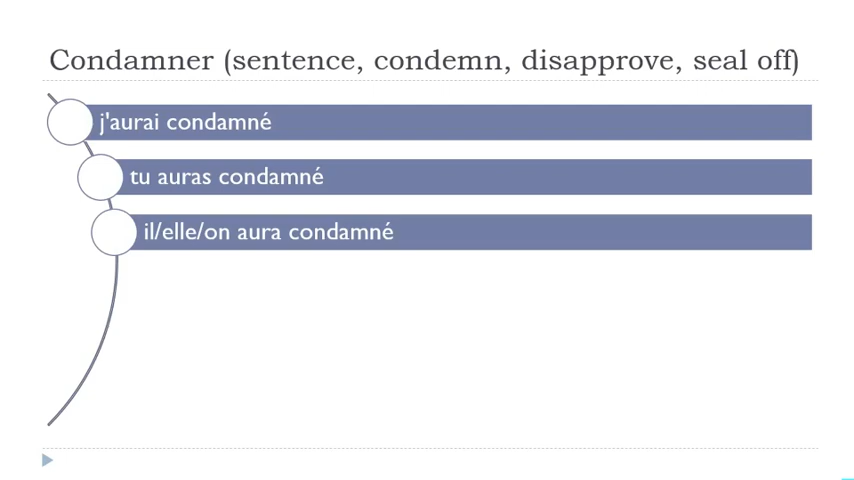 Condamner (sentence, condemn, disapprove, seal off)
j'aurai condamné
tu auras condamné
il/elle/on aura condamné